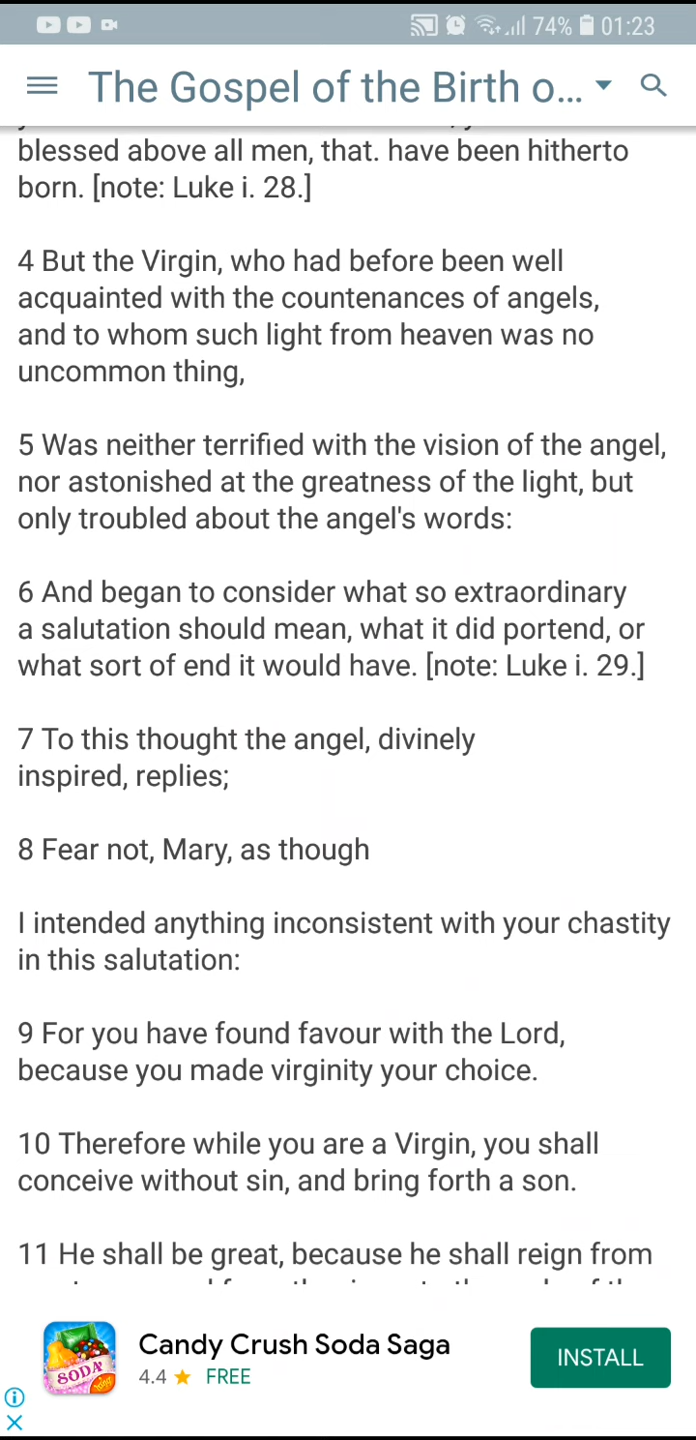 74% 01:23
The Gospel of the Birth o...
blessed above all men, that. have been hitherto
born. [note: Luke i. 28.]
4 But the Virgin, who had before been well
acquainted with the countenances of angels,
and to whom such light from heaven was no
uncommon thing,
5 Was neither terrified with the vision of the angel,
nor astonished at the greatness of the light, but
only troubled about the angel's words:
6 And began to consider what so extraordinary
a salutation should mean, what it did portend, or
what sort of end it would have. [note: Luke i. 29.]
7 To this thought the angel, divinely
inspired, replies;
8 Fear not, Mary, as though
I intended anything inconsistent with your chastity
in this salutation:
9 For you have found favour with the Lord,
because you made virginity your choice.
10 Therefore while you are a Virgin, you shall
conceive without sin, and bring forth a son.
11 He shall be great, because he shall reign from
Candy Crush Soda Saga
4.4 ★ FREE
INSTALL
SODA